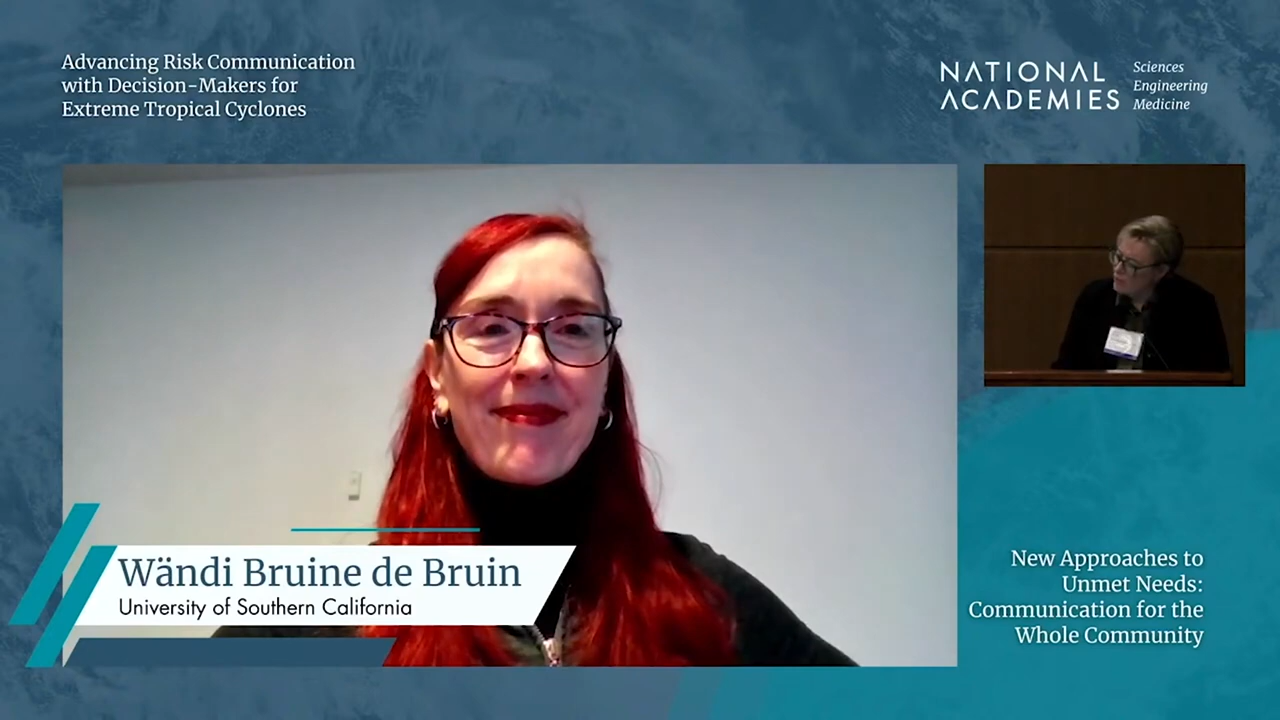 Advancing Risk Communication
with Decision-Makers for
Extreme Tropical Cyclones
NATIONAL
ACADEMIES
Sciences
Engineering
Medicine
Wändi Bruine de Bruin
University of Southern California
New Approaches to
Unmet Needs:
Communication for the
Whole Community